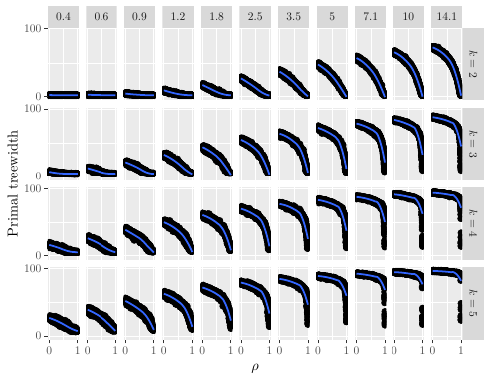 0.4 0.6 0.9 1.2 1.8 2.5 3.5 5 7.1 10 14.1
100
0
k = 2
100
0
k = 3
100
0
k = 4
100
0
k = 5
Primal treewidth
0 1 0 1 0 1 0 1 0 1 0 1 0 1 0 1 0 1 0 1 0 1
ρ